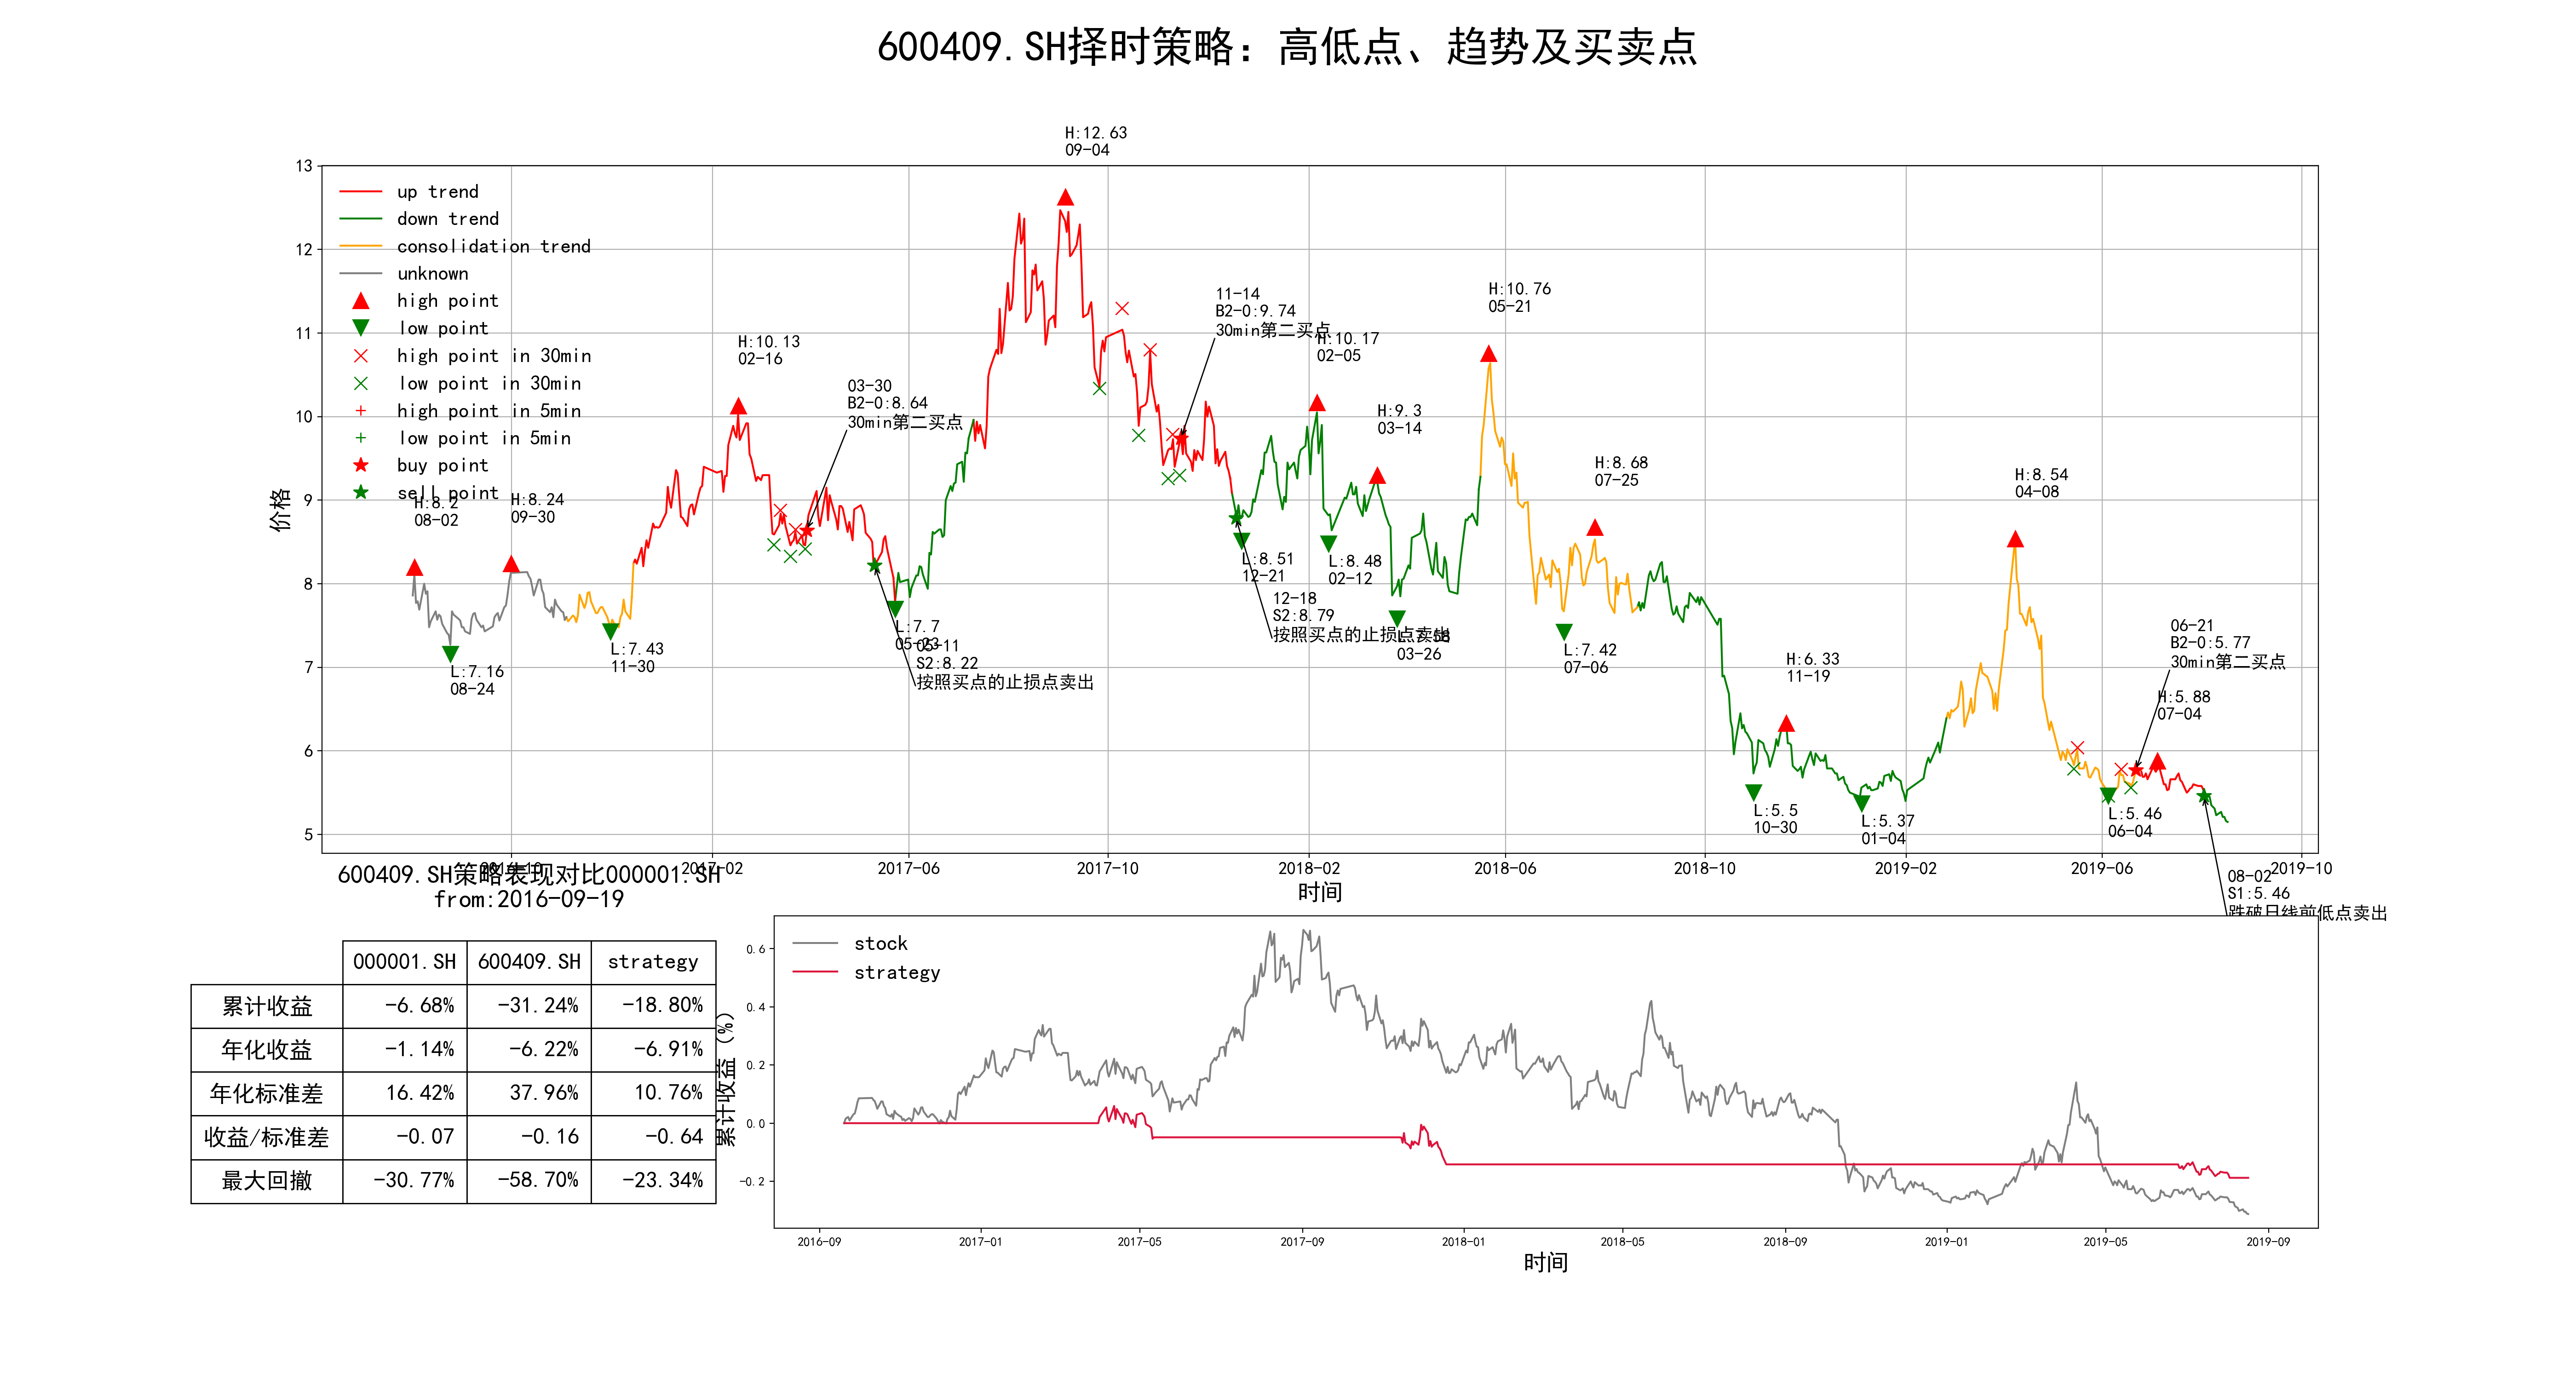 600409.SH择时策略：高低点、趋势及买卖点
H:12.63
09-04
13
12
11
10
9
8
7
6
5
价格
up trend
down trend
consolidation trend
unknown
high point
low point
high point in 30min
low point in 30min
high point in 5min
low point in 5min
buy point
sell point
H:8.2
08-02
H:8.24
09-30
L:7.16
08-24
L:7.43
11-30
H:10.13
02-16
03-30
B2-0:8.64
30min第二买点
L:7.7
05-23
05-11
S2:8.22
按照买点的止损点卖出
11-14
B2-0:9.74
30min第二买点
H:10.17
02-05
L:8.51
12-21
12-18
S2:8.79
按照买点的止损点卖出
L:8.48
02-12
H:9.3
03-14
L:7.58
03-26
H:10.76
05-21
L:7.42
07-06
H:8.68
07-25
L:5.5
10-30
H:6.33
11-19
L:5.37
01-04
H:8.54
04-08
L:5.46
06-04
06-21
B2-0:5.77
30min第二买点
H:5.88
07-04
08-02
S1:5.46
跌破日线前低点卖出
2016-10
2017-02
2017-06
2017-10
2018-02
2018-06
2018-10
2019-02
2019-06
2019-10
时间
600409.SH策略表现对比000001.SH
from:2016-09-19
000001.SH 600409.SH strategy
累计收益 -6.68% -31.24% -18.80%
年化收益 -1.14% -6.22% -6.91%
年化标准差 16.42% 37.96% 10.76%
收益/标准差 -0.07 -0.16 -0.64
最大回撤 -30.77% -58.70% -23.34%
累计收益（%）
0.6
0.4
0.2
0.0
-0.2
stock
strategy
2016-09
2017-01
2017-05
2017-09
2018-01
2018-05
2018-09
2019-01
2019-05
2019-09
时间